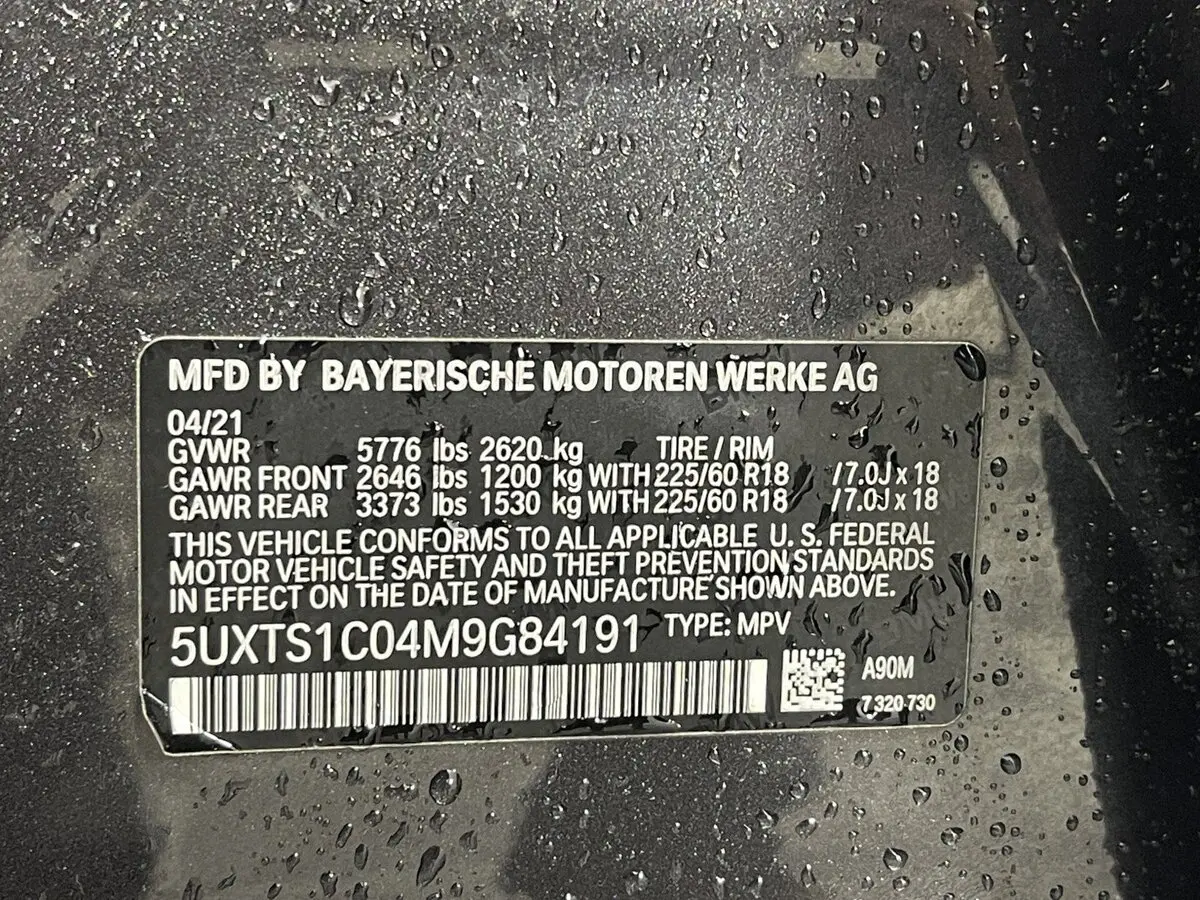 MFD BY BAYERISCHE MOTOREN WERKE AG
04/21
GVWR 5776 lbs 2620 kg TIRE / RIM
GAWR FRONT 2646 lbs 1200 kg WITH 225/60 R18 /7.0J x 18
GAWR REAR 3373 lbs 1530 kg WITH 225/60 R18 /7.0J x 18
THIS VEHICLE CONFORMS TO ALL APPLICABLE U. S. FEDERAL
MOTOR VEHICLE SAFETY AND THEFT PREVENTION STANDARDS
IN EFFECT ON THE DATE OF MANUFACTURE SHOWN ABOVE.
5UXTS1C04M9G84191 TYPE: MPV
A90M
7 320 730